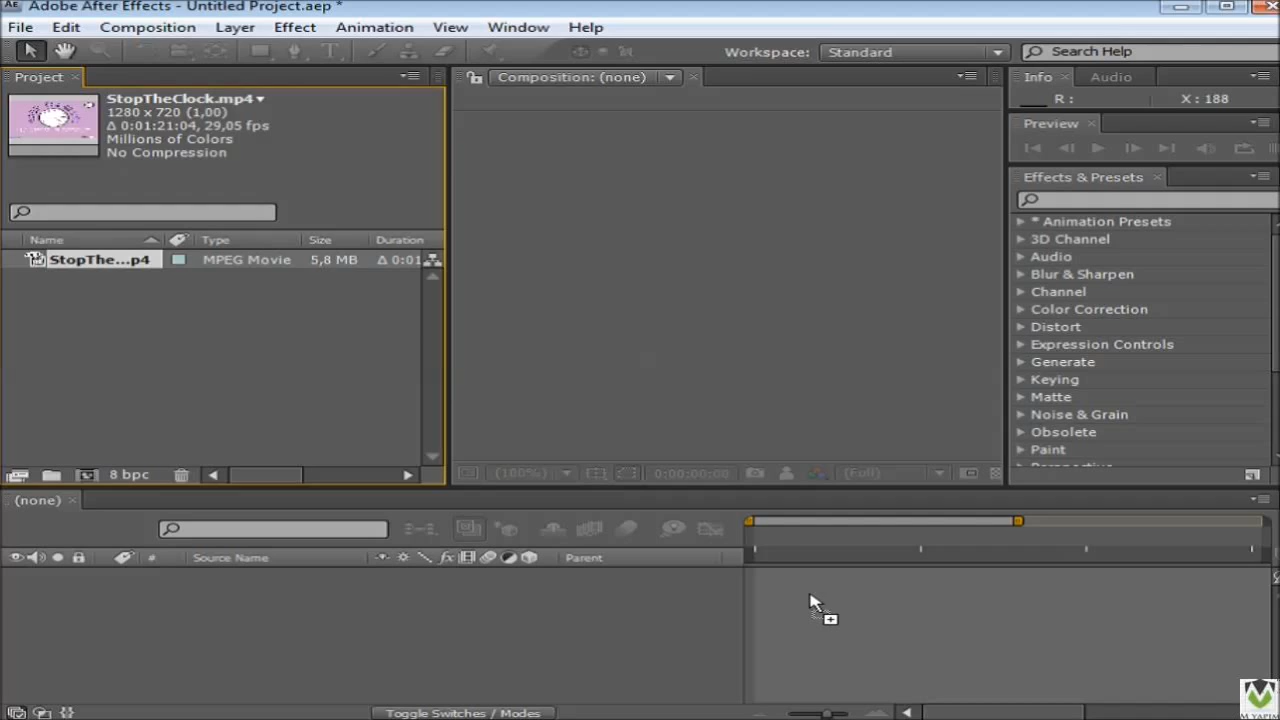 Adobe After Effects - Untitled Project.aep *
File Edit Composition Layer Effect Animation View Window Help
Workspace: Standard Search Help
Project Composition: (none) Info Audio
StopTheClock.mp4
1280 x 720 (1,00)
Δ 0:01:21:04, 29,05 fps
Millions of Colors
No Compression
R : X : 188
Preview
Effects & Presets
* Animation Presets
3D Channel
Audio
Blur & Sharpen
Channel
Color Correction
Distort
Expression Controls
Generate
Keying
Matte
Noise & Grain
Obsolete
Paint
Name Type Size Duration
StopThe...p4 MPEG Movie 5,8 MB Δ 0:01
8 bpc (100%) 0:00:00:00 (Full)
(none)
# Source Name fx Parent
Toggle Switches / Modes
M YAPIM